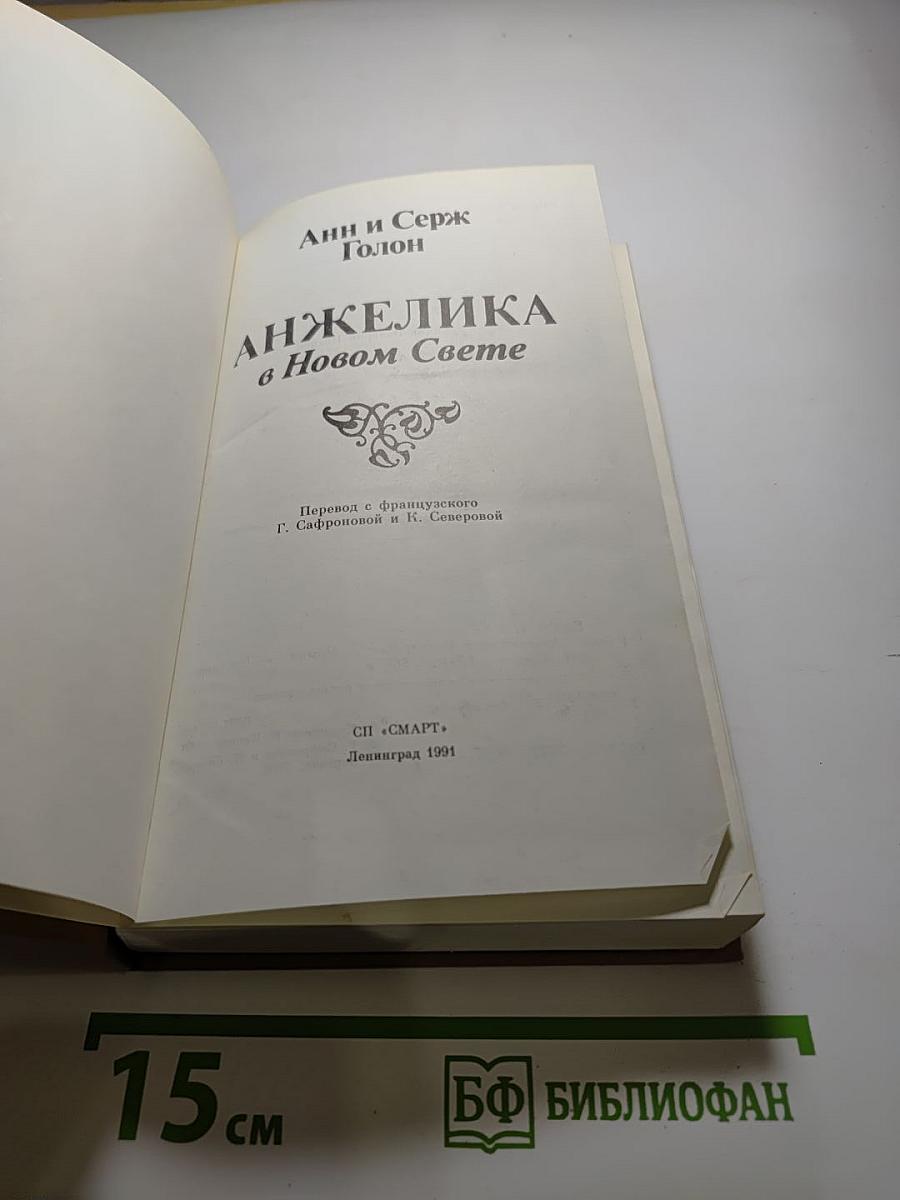 Анн и Серж
Голон
АНЖЕЛИКА
в Новом Свете
Перевод с французского
Г. Сафроновой и К. Северовой
СП «СМАРТ»
Ленинград 1991
15 см
БФ БИБЛИОФАН